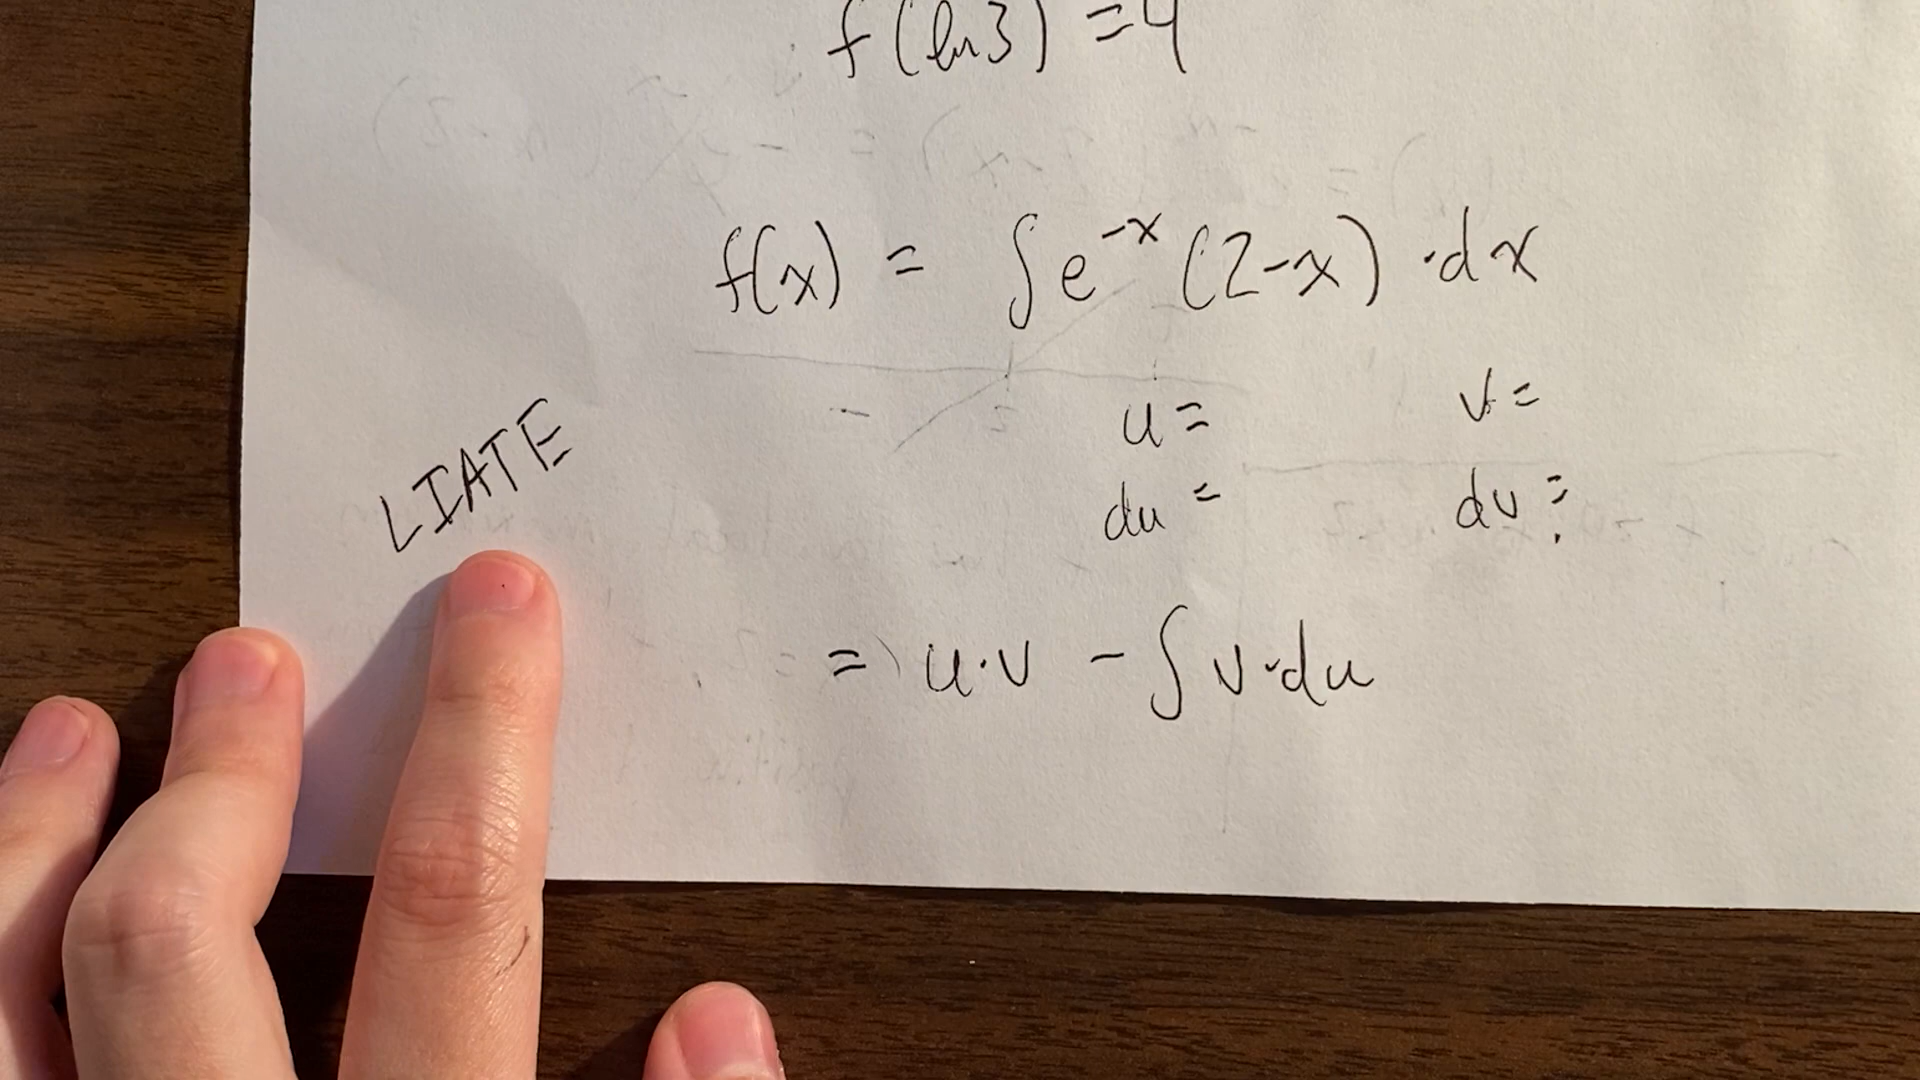 f(ln3) = 4
f(x) = ∫e^-x (2-x) ·dx
u= v=
LIATE
du = dv =
= u·v - ∫v·du